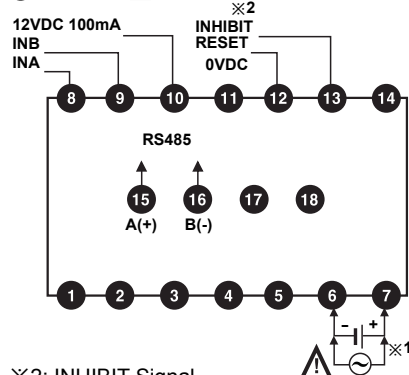 ※2
12VDC 100mA INHIBIT
INB RESET
INA 0VDC
8 9 10 11 12 13 14
RS485
15 16 17 18
A(+) B(-)
1 2 3 4 5 6 7
- +
※1
※2: INHIBIT Signal